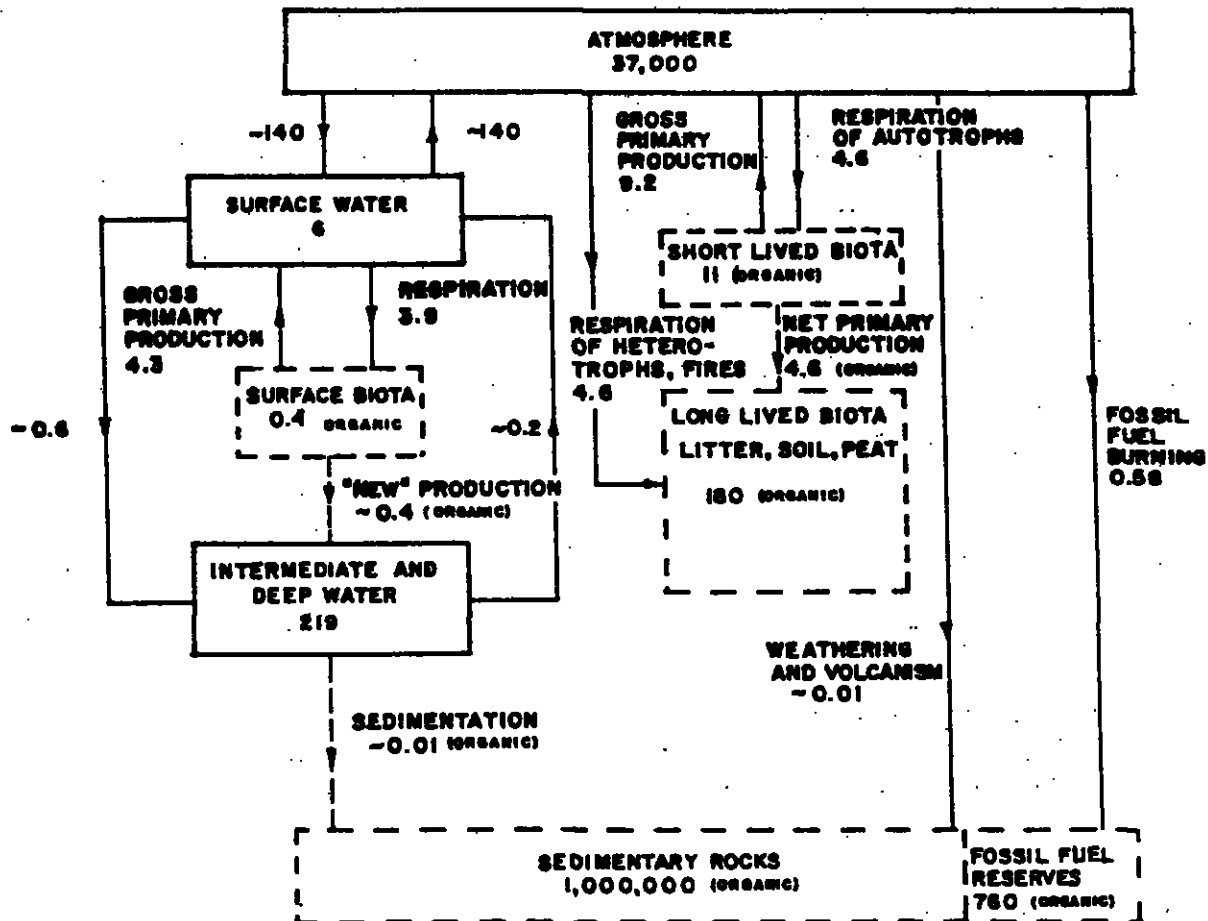 ATMOSPHERE
37,000
~140
~140
GROSS
PRIMARY
PRODUCTION
9.2
RESPIRATION
OF AUTOTROPHS
4.6
SURFACE WATER
6
SHORT LIVED BIOTA
11 (ORGANIC)
GROSS
PRIMARY
PRODUCTION
4.3
RESPIRATION
3.9
RESPIRATION
OF HETERO-
TROPHS, FIRES
4.6
NET PRIMARY
PRODUCTION
4.6 (ORGANIC)
SURFACE BIOTA
0.4 ORGANIC
~0.6
~0.2
LONG LIVED BIOTA
LITTER, SOIL, PEAT
180 (ORGANIC)
FOSSIL
FUEL
BURNING
0.58
"NEW" PRODUCTION
~0.4 (ORGANIC)
INTERMEDIATE AND
DEEP WATER
219
WEATHERING
AND VOLCANISM
~0.01
SEDIMENTATION
~0.01 (ORGANIC)
SEDIMENTARY ROCKS
1,000,000 (ORGANIC)
FOSSIL FUEL
RESERVES
760 (ORGANIC)